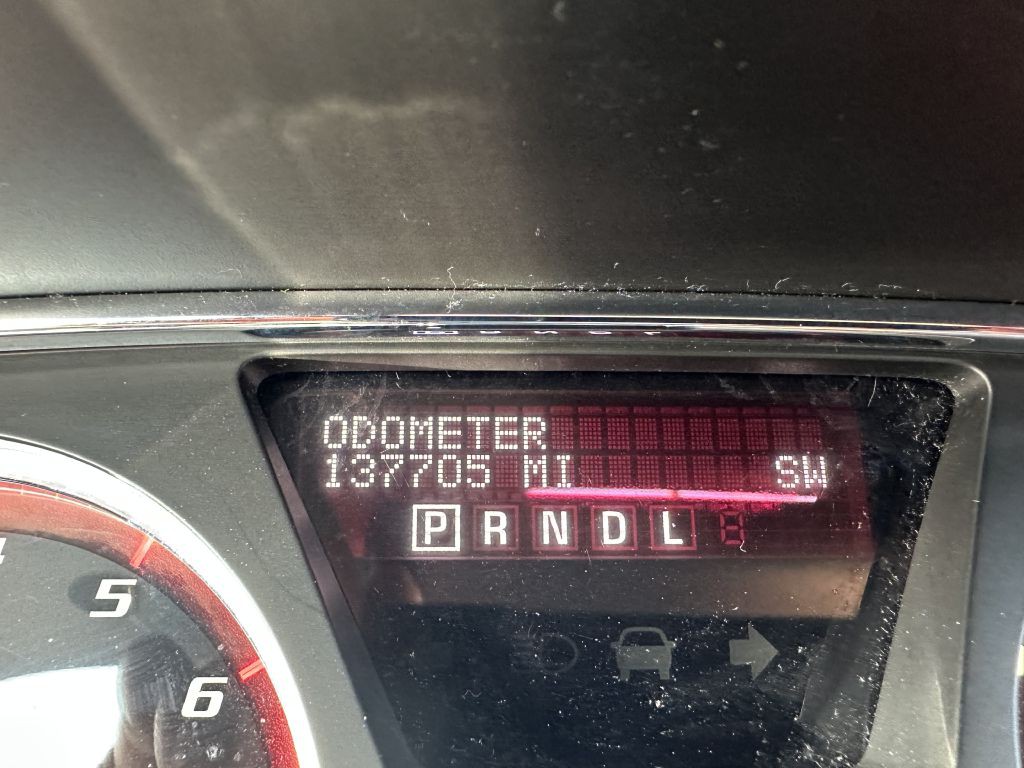 ODOMETER
137705 MI SW
P R N D L
5
6